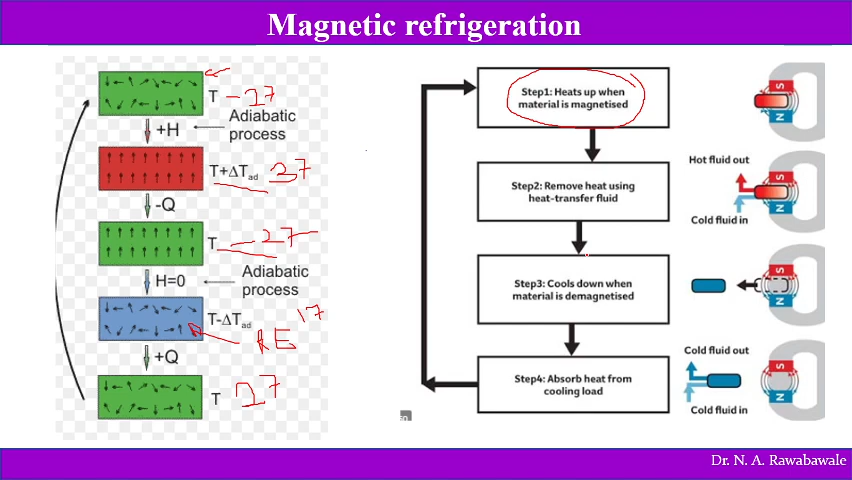 Magnetic refrigeration
T - 27
+H
Adiabatic
process
T+ΔTad 37
-Q
T - 27
H=0
Adiabatic
process
T-ΔTad
17
+Q
T 27
Step1: Heats up when
material is magnetised
Step2: Remove heat using
heat-transfer fluid
Step3: Cools down when
material is demagnetised
Step4: Absorb heat from
cooling load
S
N
Hot fluid out
S
N
Cold fluid in
S
N
Cold fluid out
S
N
Cold fluid in
Dr. N. A. Rawabawale